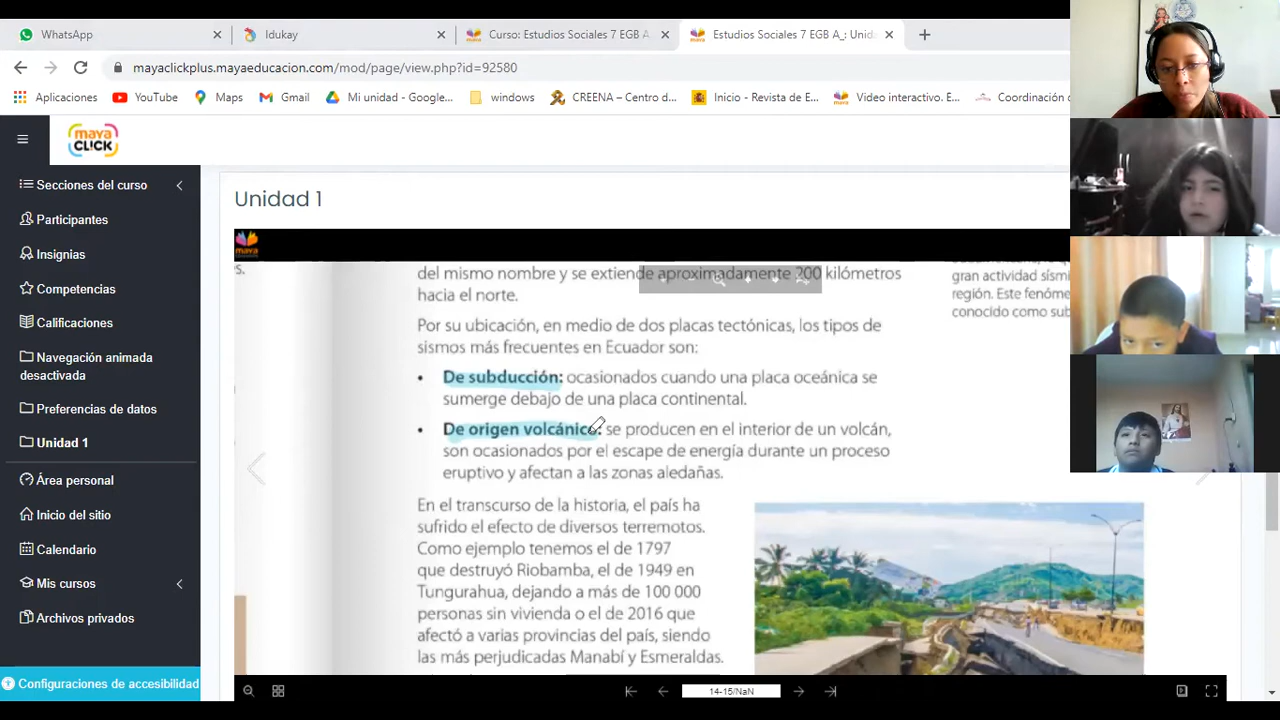 WhatsApp
Idukay
Curso: Estudios Sociales 7 EGB A
Estudios Sociales 7 EGB A_: Unid
mayaclickplus.mayaeducacion.com/mod/page/view.php?id=92580
Aplicaciones
YouTube
Maps
Gmail
Mi unidad - Google...
windows
CREENA – Centro d...
Inicio - Revista de E...
Video interactivo. E...
Coordinación
maya
CL!CK
Secciones del curso
Participantes
Insignias
Competencias
Calificaciones
Navegación animada
desactivada
Preferencias de datos
Unidad 1
Área personal
Inicio del sitio
Calendario
Mis cursos
Archivos privados
Configuraciones de accesibilidad
Unidad 1
maya
s.
del mismo nombre y se extiende aproximadamente 200 kilómetros
hacia el norte.
Por su ubicación, en medio de dos placas tectónicas, los tipos de
sismos más frecuentes en Ecuador son:
• De subducción: ocasionados cuando una placa oceánica se
sumerge debajo de una placa continental.
• De origen volcánico: se producen en el interior de un volcán,
son ocasionados por el escape de energía durante un proceso
eruptivo y afectan a las zonas aledañas.
En el transcurso de la historia, el país ha
sufrido el efecto de diversos terremotos.
Como ejemplo tenemos el de 1797
que destruyó Riobamba, el de 1949 en
Tungurahua, dejando a más de 100 000
personas sin vivienda o el de 2016 que
afectó a varias provincias del país, siendo
las más perjudicadas Manabí y Esmeraldas.
gran actividad sísmi
región. Este fenóme
conocido como sub
14-15/NaN